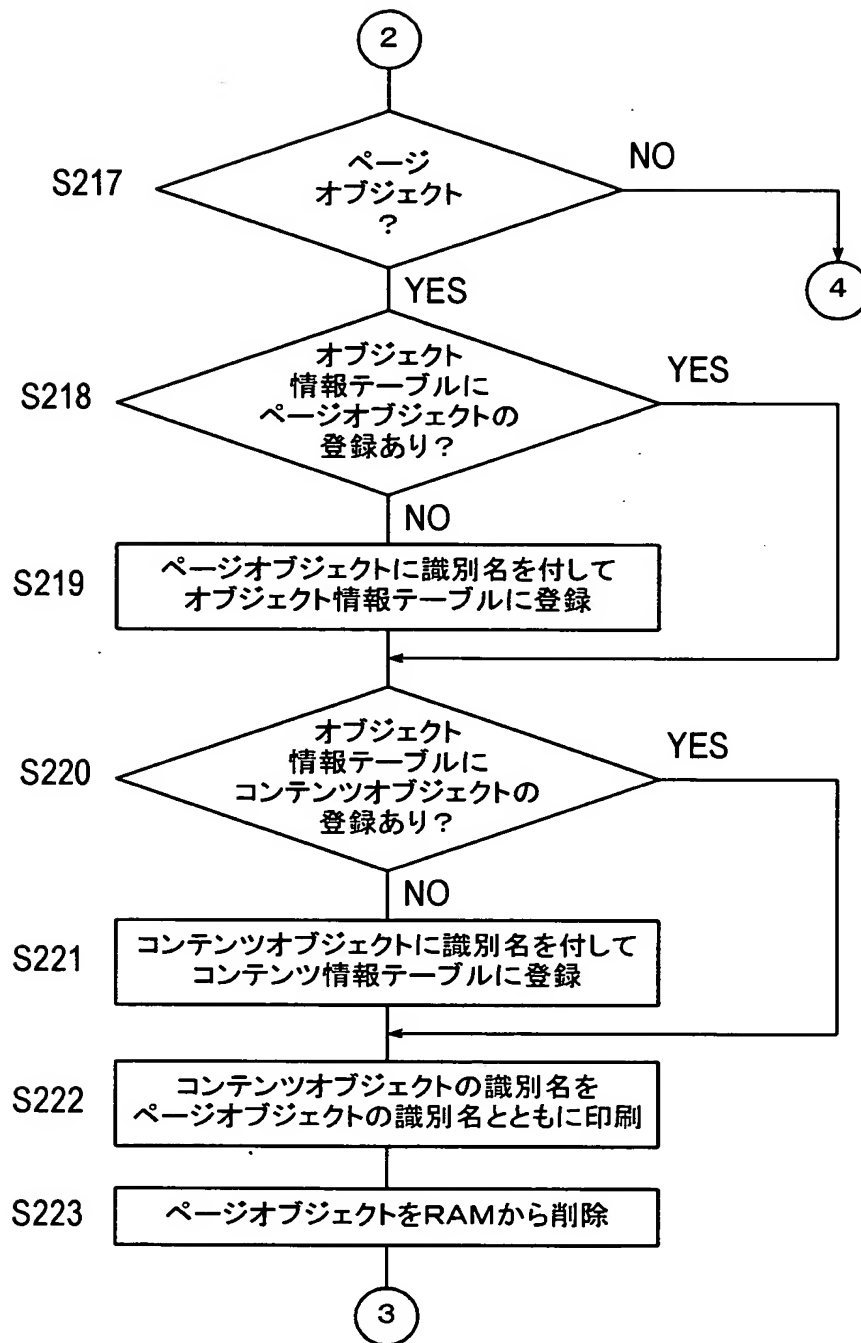 2
S217
ページ
オブジェクト
?
NO
4
YES
S218
オブジェクト
情報テーブルに
ページオブジェクトの
登録あり?
YES
NO
S219
ページオブジェクトに識別名を付して
オブジェクト情報テーブルに登録
S220
オブジェクト
情報テーブルに
コンテンツオブジェクトの
登録あり?
YES
NO
S221
コンテンツオブジェクトに識別名を付して
コンテンツ情報テーブルに登録
S222
コンテンツオブジェクトの識別名を
ページオブジェクトの識別名とともに印刷
S223
ページオブジェクトをRAMから削除
3